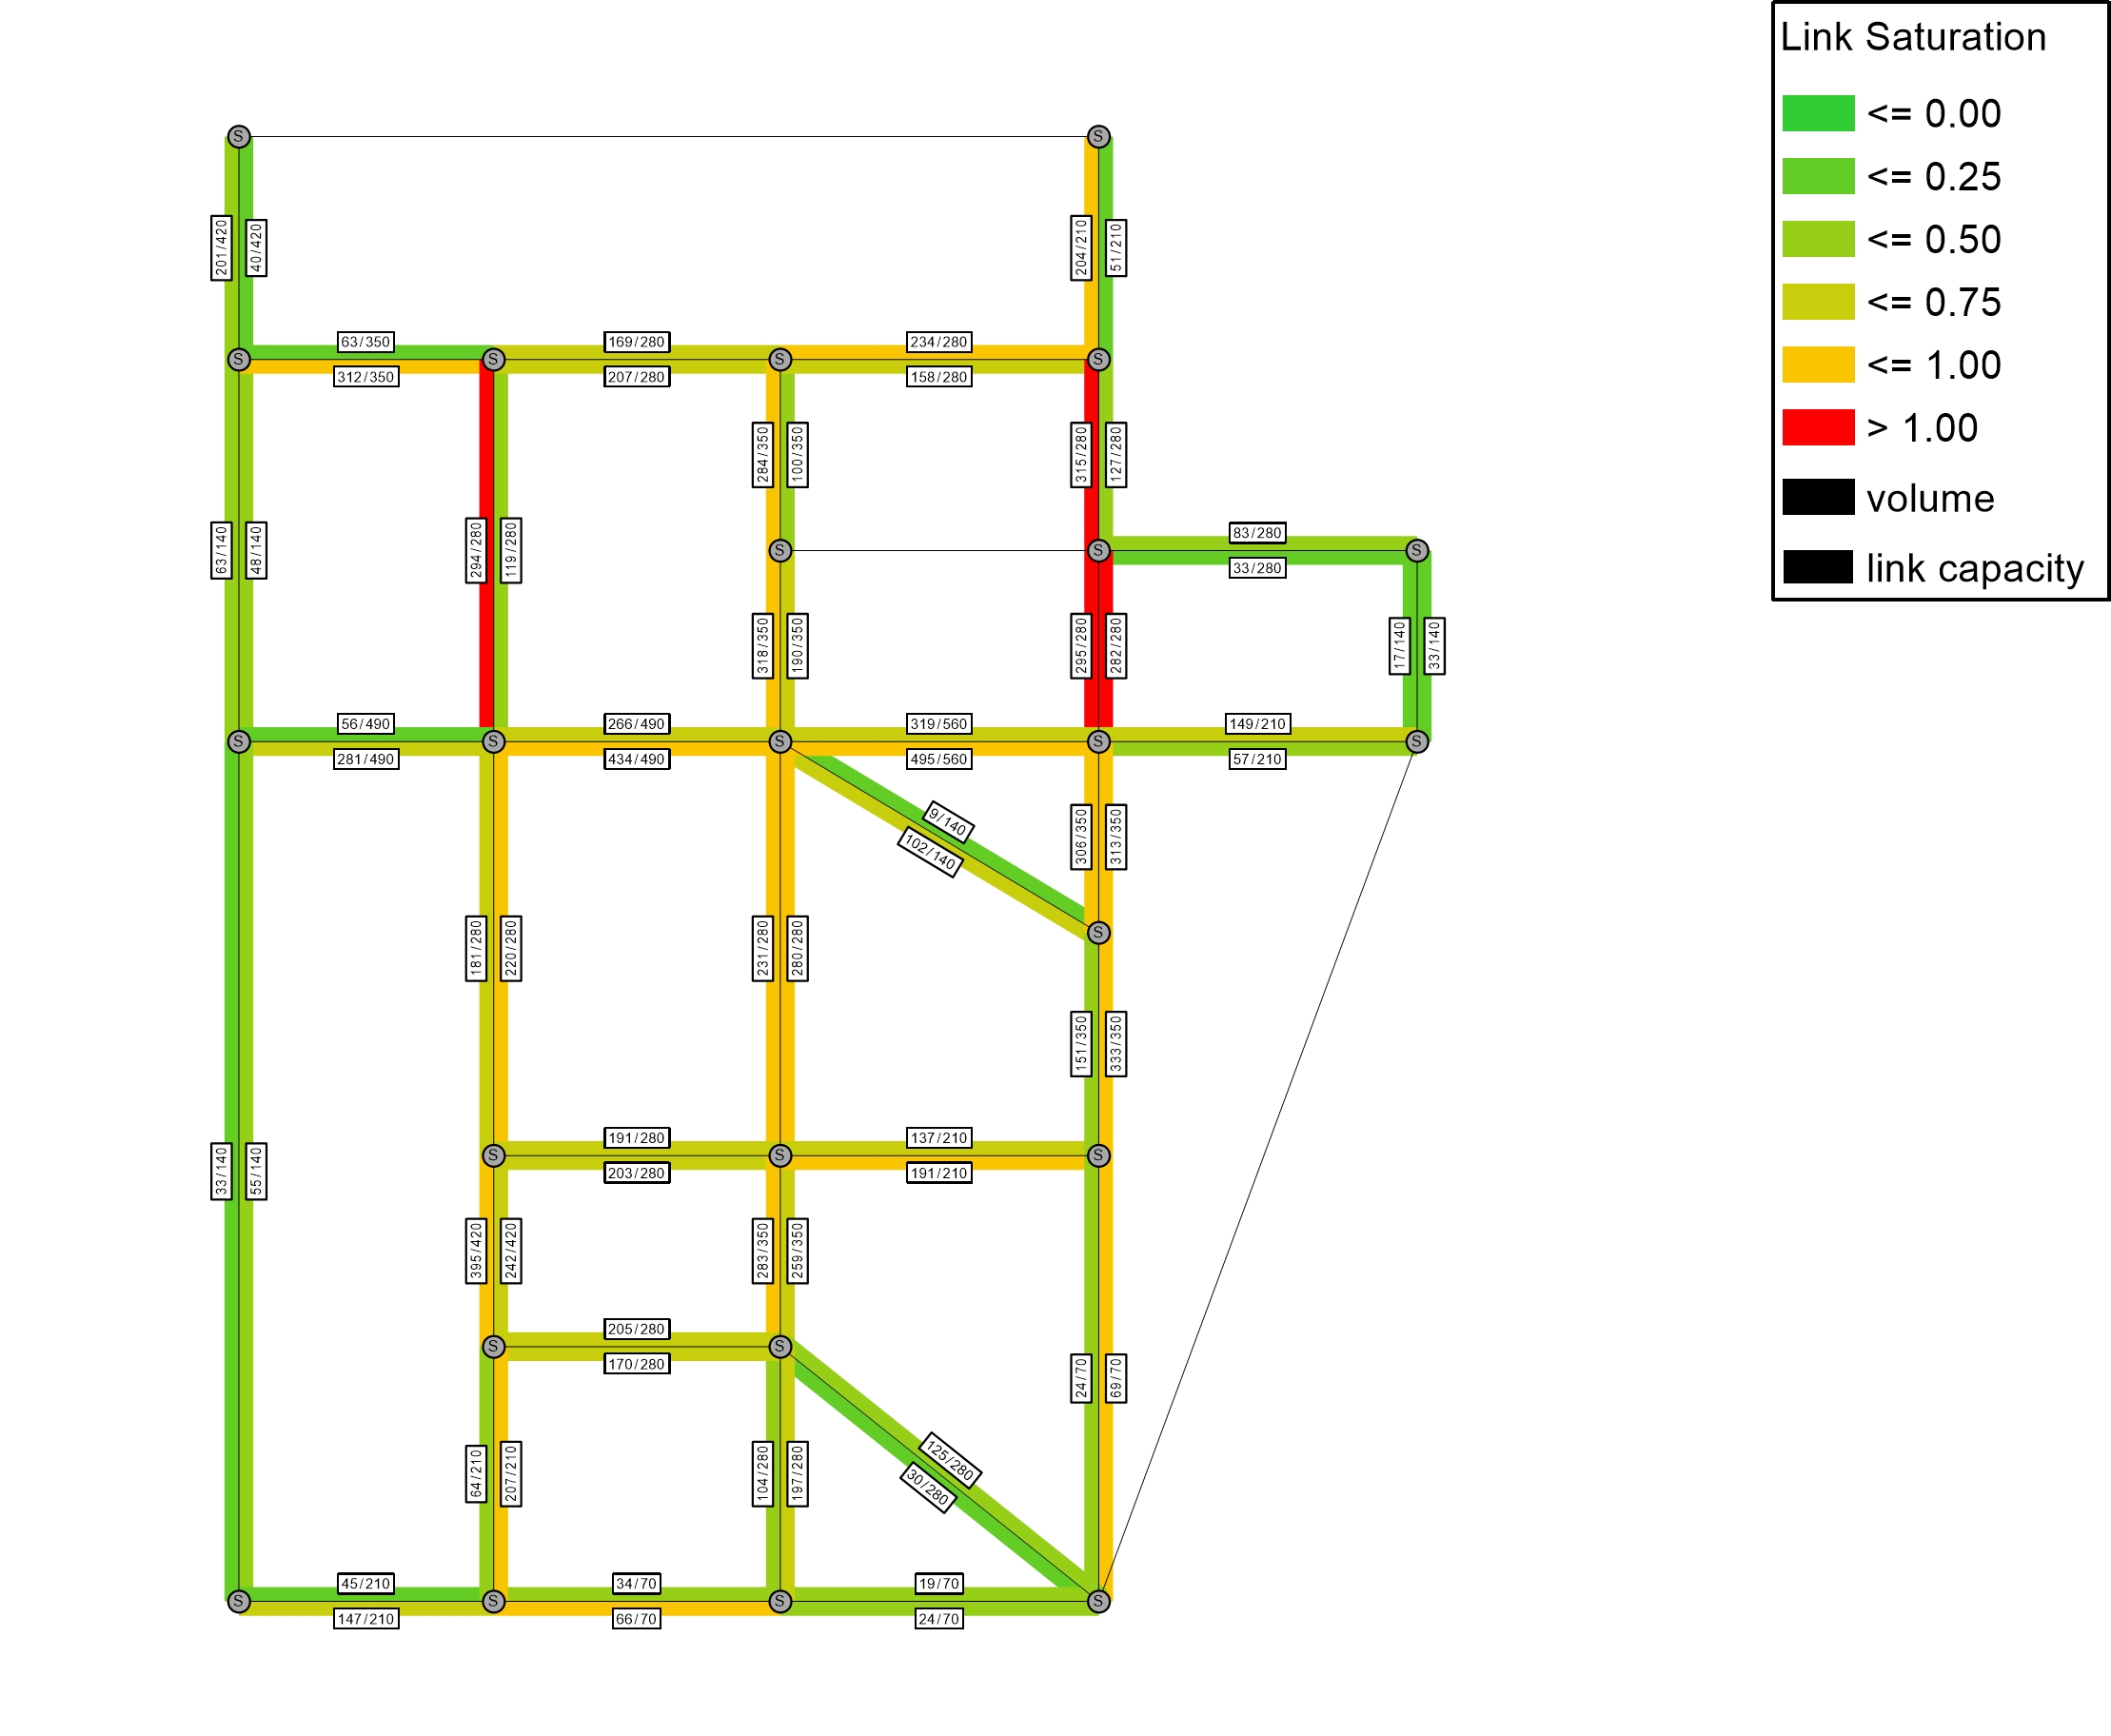 Link Saturation
<= 0.00
<= 0.25
<= 0.50
<= 0.75
<= 1.00
> 1.00
volume
link capacity
S
S
201/420
40/420
204/210
51/210
63/350
169/280
234/280
S
S
S
S
312/350
207/280
158/280
284/350
100/350
315/280
127/280
63/140
48/140
294/280
119/280
83/280
S
S
S
33/280
318/350
190/350
295/280
282/280
17/140
33/140
56/490
266/490
319/560
149/210
S
S
S
S
S
281/490
434/490
495/560
57/210
9/140
102/140
306/350
313/350
S
181/280
220/280
231/280
280/280
151/350
333/350
191/280
137/210
S
S
S
203/280
191/210
33/140
55/140
395/420
242/420
283/350
259/350
205/280
S
S
170/280
24/70
69/70
64/210
207/210
104/280
197/280
125/280
30/280
45/210
34/70
19/70
S
S
S
S
147/210
66/70
24/70